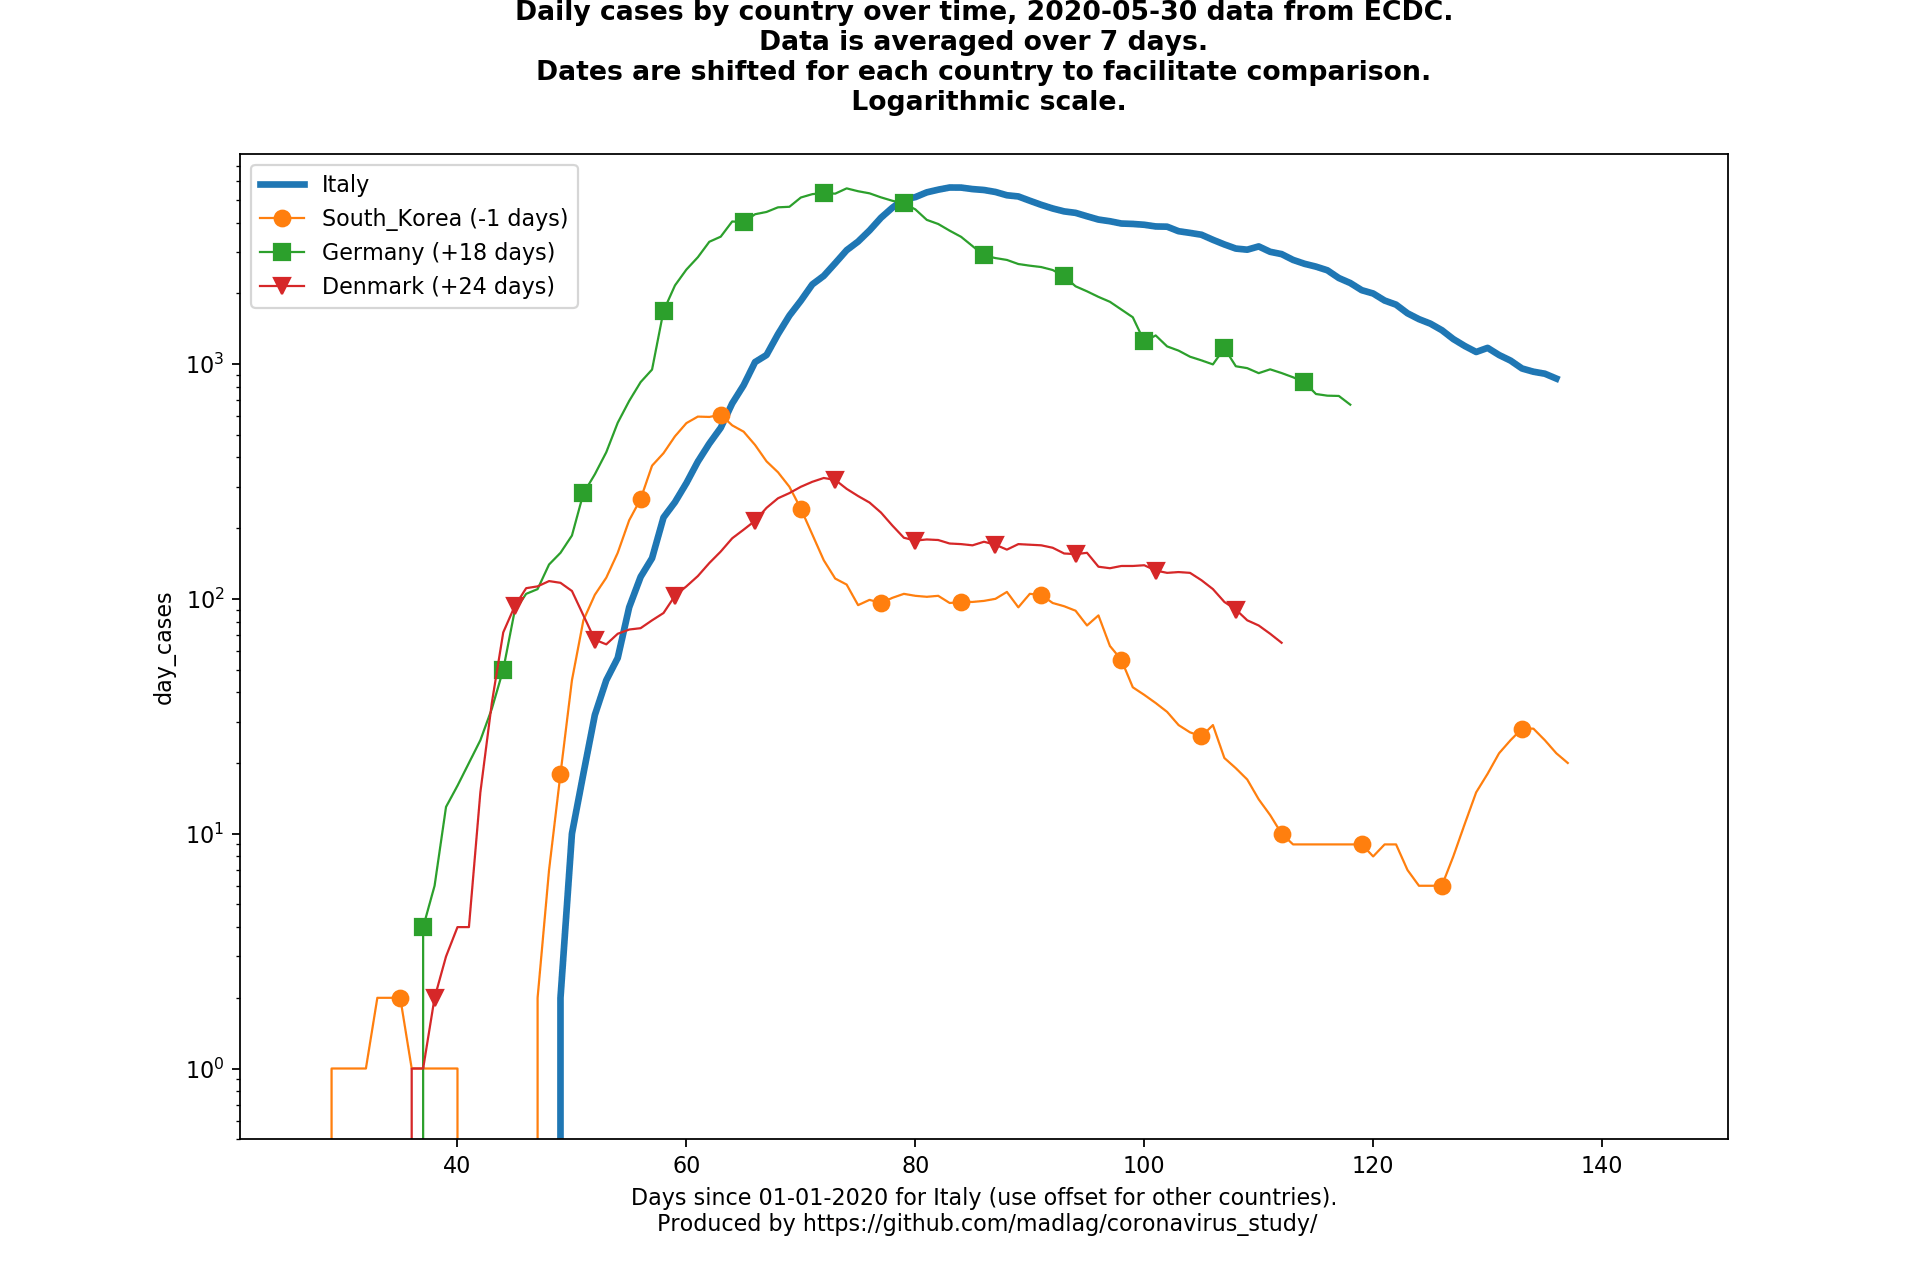 Daily cases by country over time, 2020-05-30 data from ECDC.
Data is averaged over 7 days.
Dates are shifted for each country to facilitate comparison.
Logarithmic scale.
Italy
South_Korea (-1 days)
Germany (+18 days)
Denmark (+24 days)
day_cases
10³
10²
10¹
10⁰
40 60 80 100 120 140
Days since 01-01-2020 for Italy (use offset for other countries).
Produced by https://github.com/madlag/coronavirus_study/